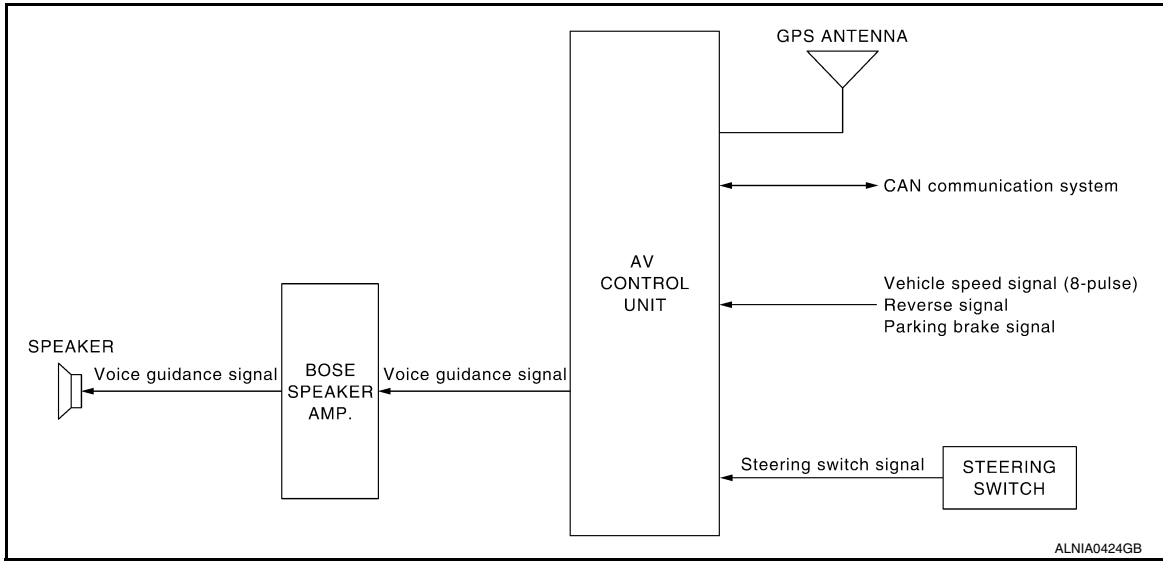 GPS ANTENNA
CAN communication system
AV
CONTROL
UNIT
Vehicle speed signal (8-pulse)
Reverse signal
Parking brake signal
SPEAKER
Voice guidance signal
BOSE
SPEAKER
AMP.
Voice guidance signal
Steering switch signal
STEERING
SWITCH
ALNIA0424GB